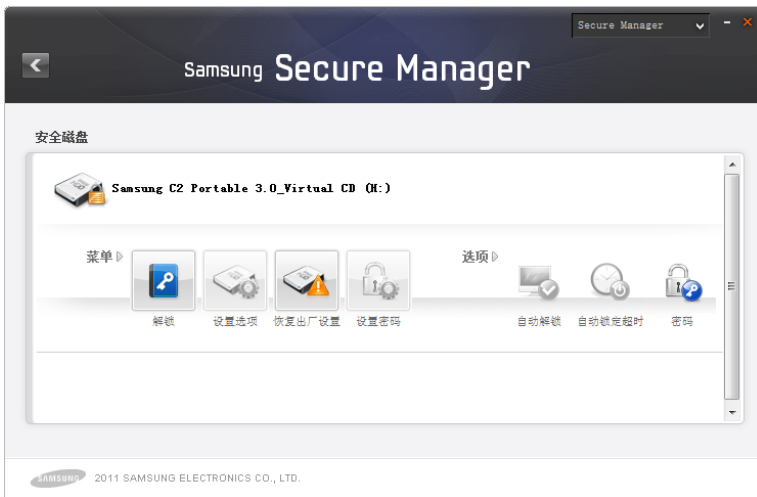 Secure Manager
Samsung Secure Manager
安全磁盘
Samsung C2 Portable 3.0_Virtual CD (H:)
菜单
选项
解锁
设置选项
恢复出厂设置
设置密码
自动解锁
自动锁定超时
密码
SAMSUNG
2011 SAMSUNG ELECTRONICS CO., LTD.